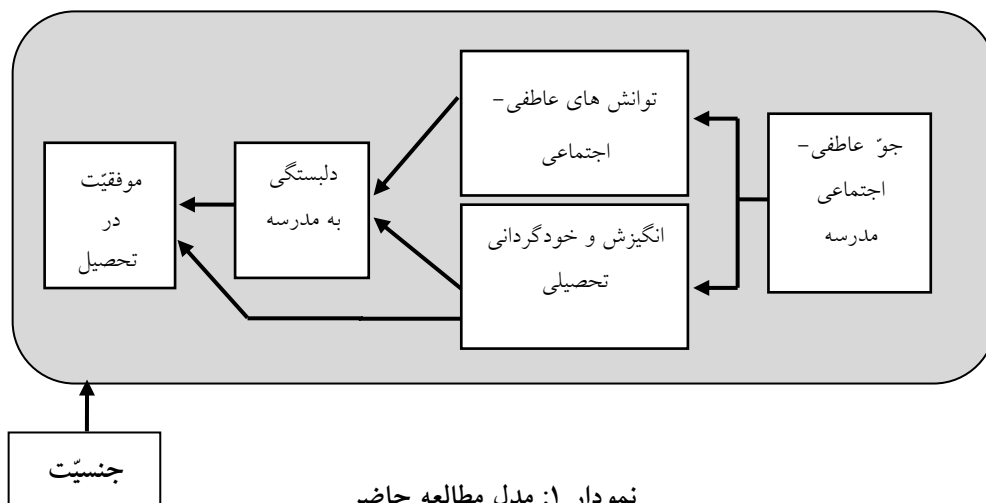 جوّ عاطفی-
اجتماعی
مدرسه
توانش های عاطفی-
اجتماعی
انگیزش و خودگردانی
تحصیلی
دلبستگی
به مدرسه
موفقیّت
در
تحصیل
جنسیّت
نمودار ۱: مدل مطالعه حاضر